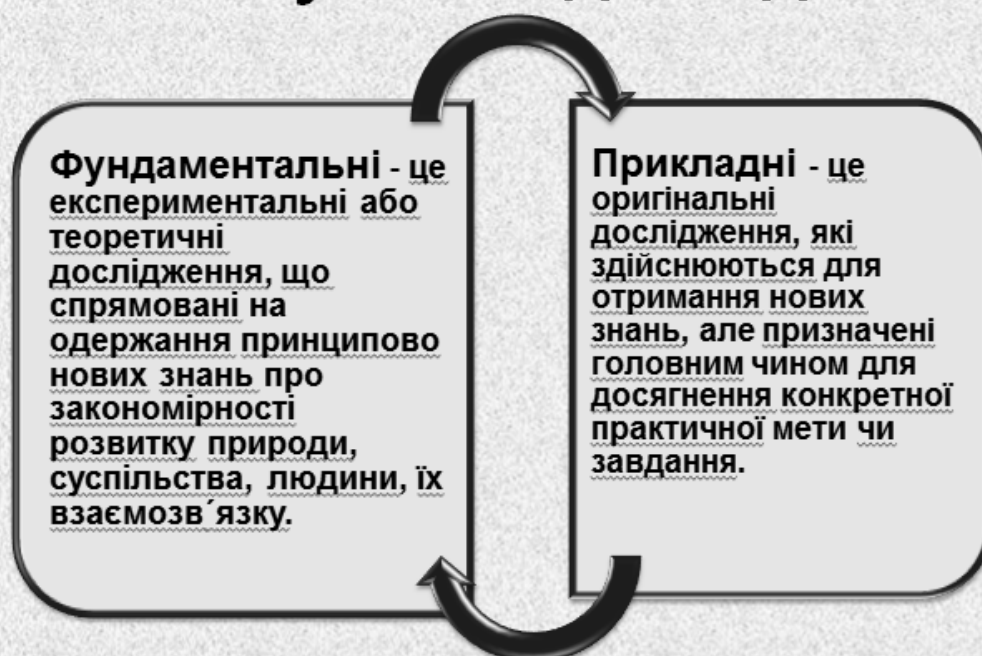 Фундаментальні - це
експериментальні або
теоретичні
дослідження, що
спрямовані на
одержання принципово
нових знань про
закономірності
розвитку природи,
суспільства, людини, їх
взаємозв´язку.
Прикладні - це
оригінальні
дослідження, які
здійснюються для
отримання нових
знань, але призначені
головним чином для
досягнення конкретної
практичної мети чи
завдання.